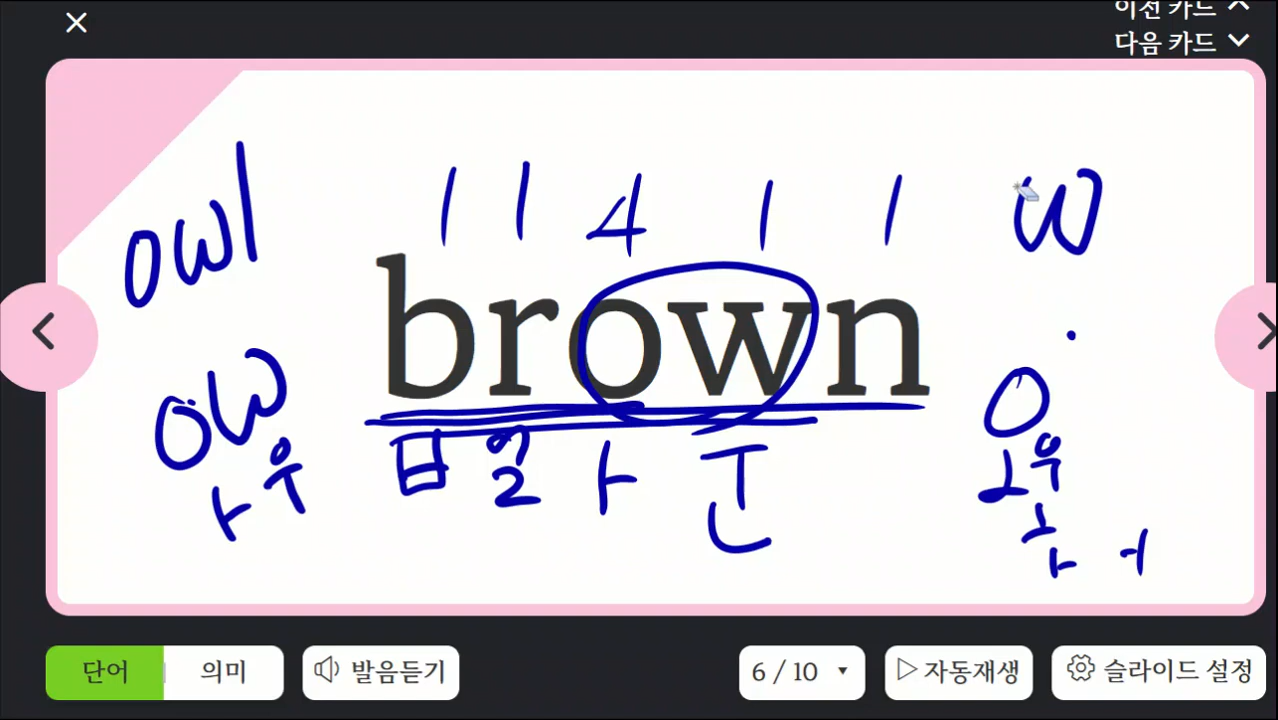 이전 카드
다음 카드
owl
1 1 4 1 1
w
brown
ow
ㅏ 우
ㅂ ㄹ ㅏ
o
ㅗ 우
ㅗ
ㅏ ㅓ
단어 의미 발음듣기 6 / 10 자동재생 슬라이드 설정